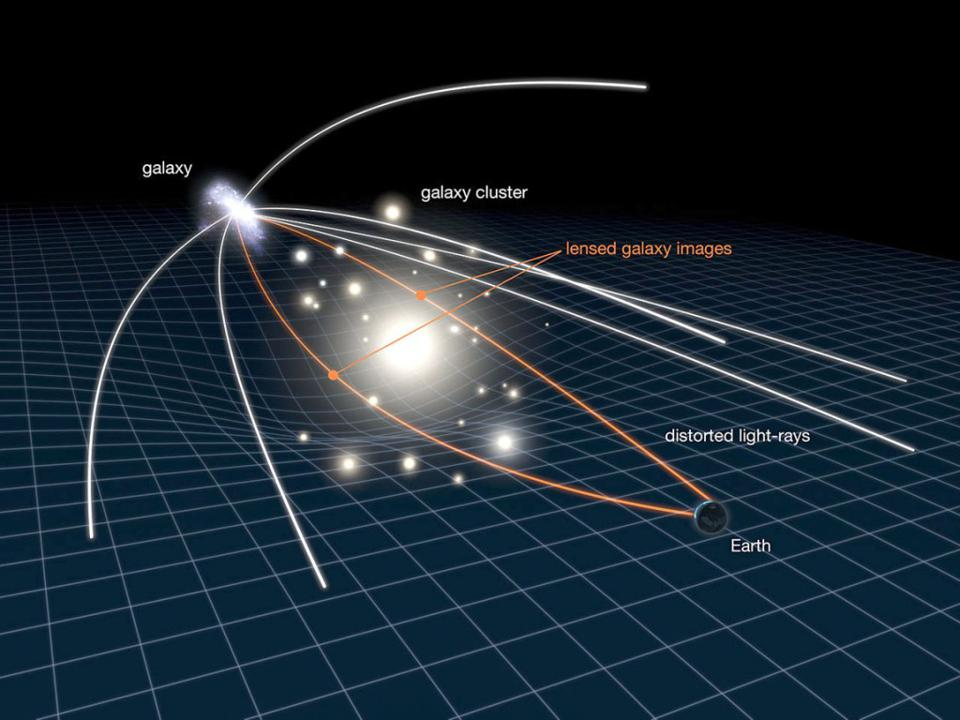 galaxy
galaxy cluster
lensed galaxy images
distorted light-rays
Earth